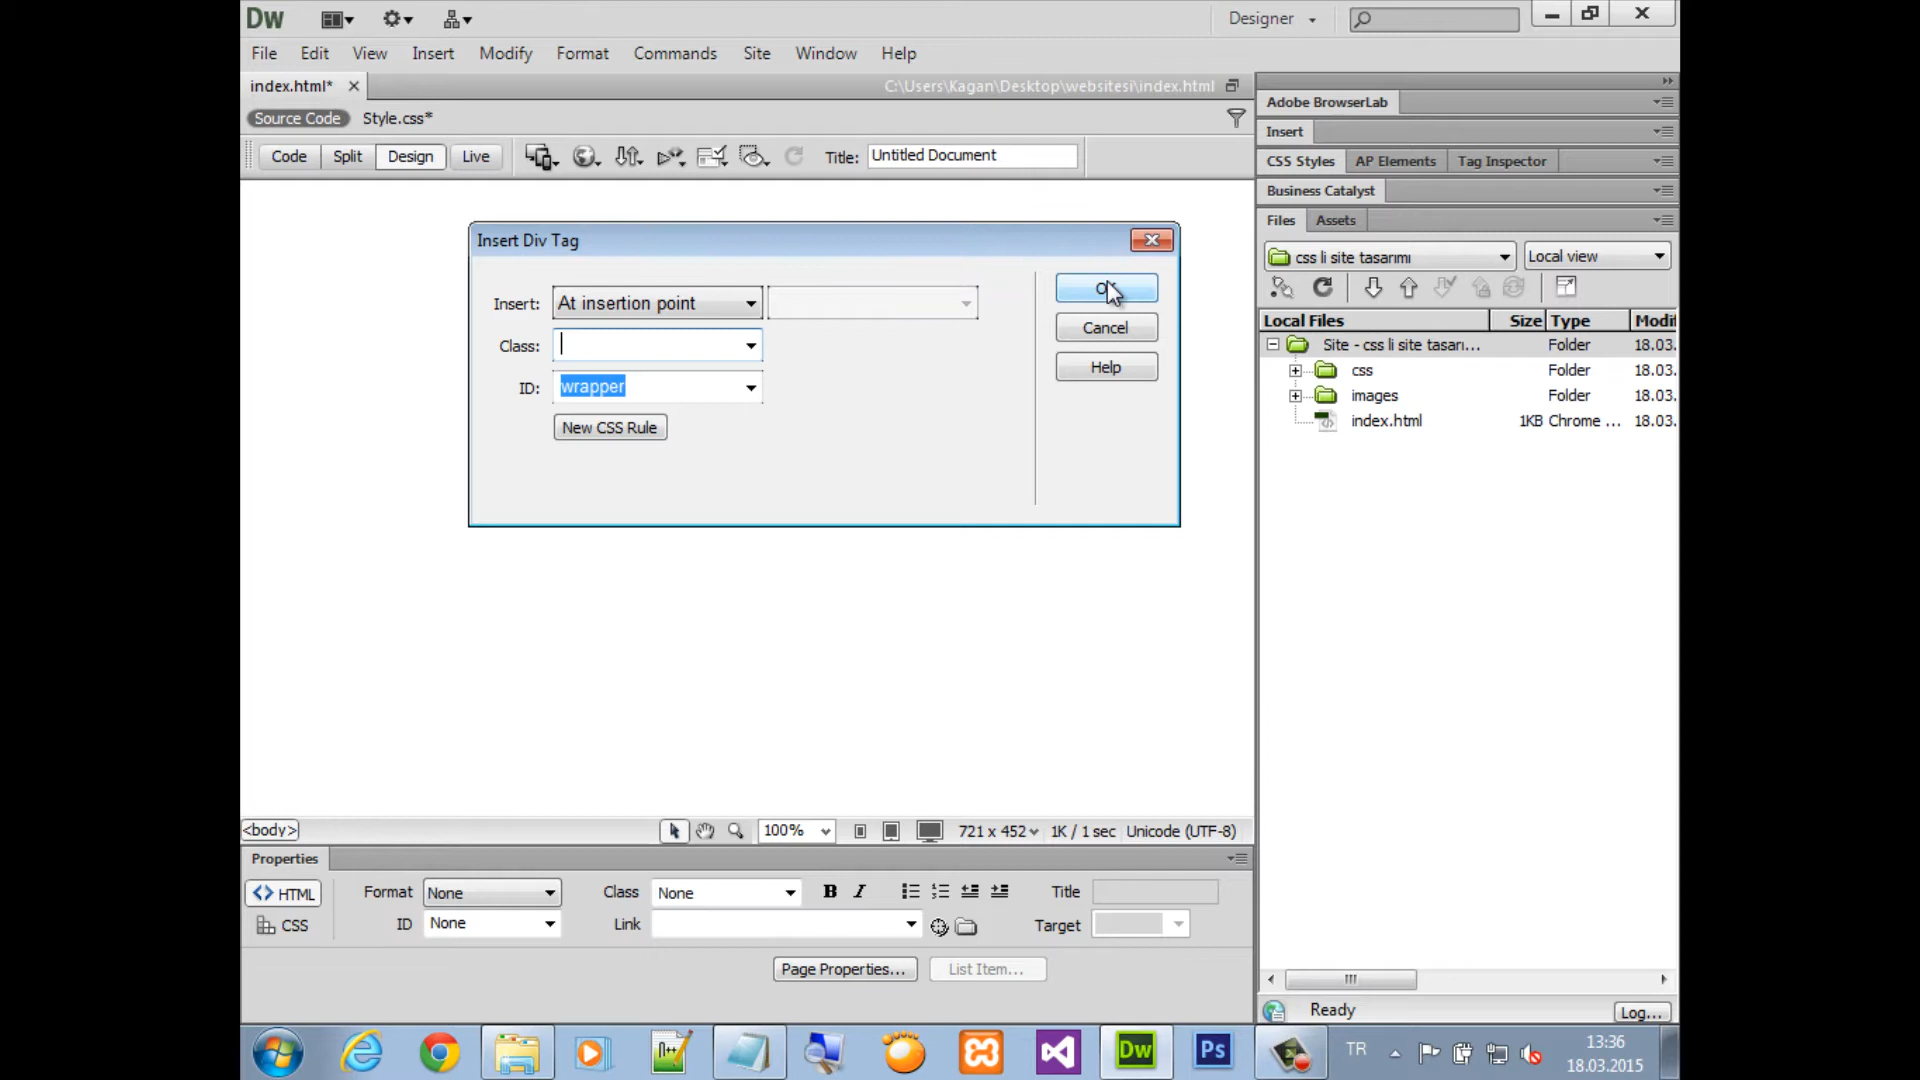 Dw
Designer
File Edit View Insert Modify Format Commands Site Window Help
index.html*
C:\Users\Kagan\Desktop\websitesi\index.html
Source Code Style.css*
Code Split Design Live Title: Untitled Document
Adobe BrowserLab
Insert
CSS Styles AP Elements Tag Inspector
Business Catalyst
Files Assets
css li site tasarımı Local view
Local Files Size Type Modifi
Site - css li site tasarı... Folder 18.03.
css Folder 18.03.
images Folder 18.03.
index.html 1KB Chrome ... 18.03.
Insert Div Tag
Insert: At insertion point
Class:
ID: wrapper
New CSS Rule
Cancel
Help
<body>
100% 721 x 452 1K / 1 sec Unicode (UTF-8)
Properties
HTML Format None Class None B I Title
CSS ID None Link Target
Page Properties... List Item...
Ready Log...
n++ Dw Ps TR 13:36
18.03.2015